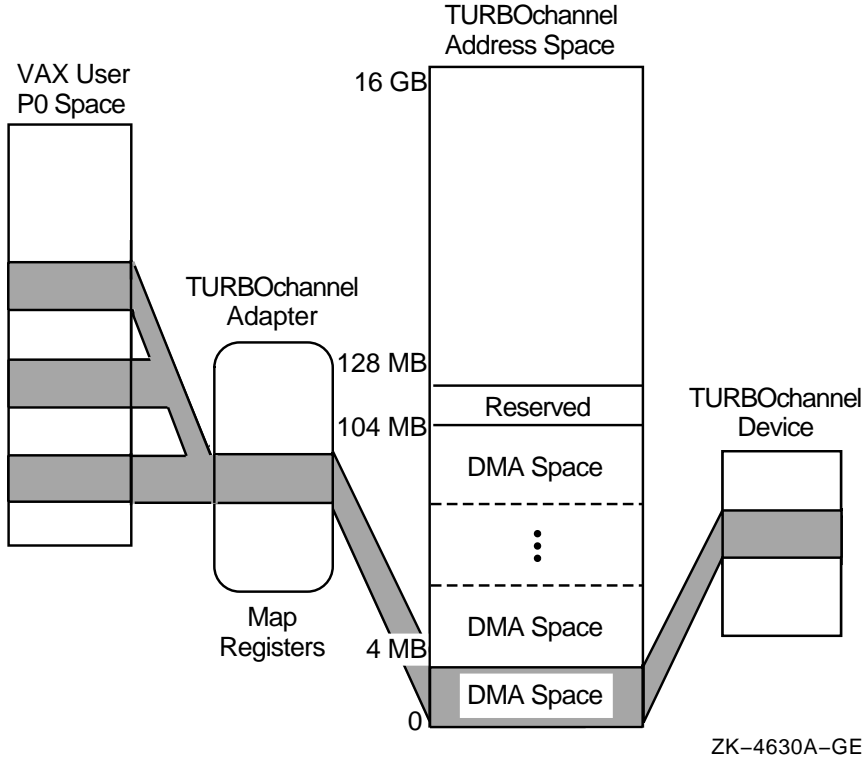 TURBOchannel
Address Space
VAX User
P0 Space
16 GB
TURBOchannel
Adapter
128 MB
Reserved
104 MB
TURBOchannel
Device
DMA Space
Map
Registers
DMA Space
4 MB
DMA Space
0
ZK–4630A–GE